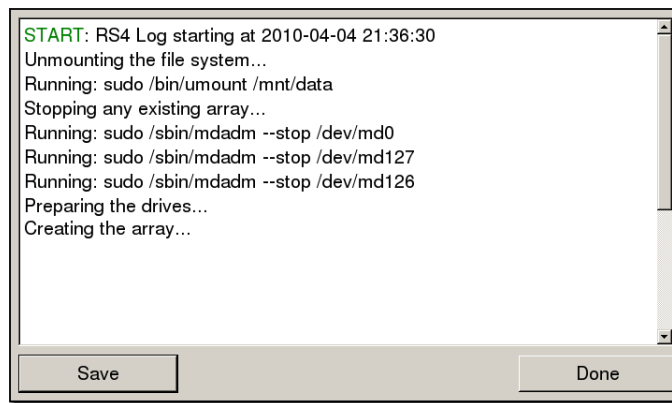 START: RS4 Log starting at 2010-04-04 21:36:30
Unmounting the file system...
Running: sudo /bin/umount /mnt/data
Stopping any existing array...
Running: sudo /sbin/mdadm --stop /dev/md0
Running: sudo /sbin/mdadm --stop /dev/md127
Running: sudo /sbin/mdadm --stop /dev/md126
Preparing the drives...
Creating the array...
Save
Done